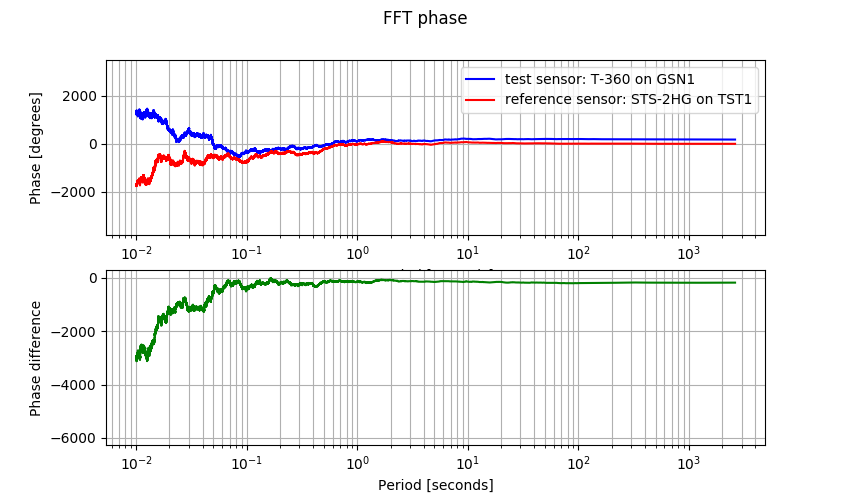 FFT phase
Phase [degrees]
2000
0
−2000
test sensor: T-360 on GSN1
reference sensor: STS-2HG on TST1
10⁻² 10⁻¹ 10⁰ 10¹ 10² 10³
Phase difference
0
−2000
−4000
−6000
10⁻² 10⁻¹ 10⁰ 10¹ 10² 10³
Period [seconds]